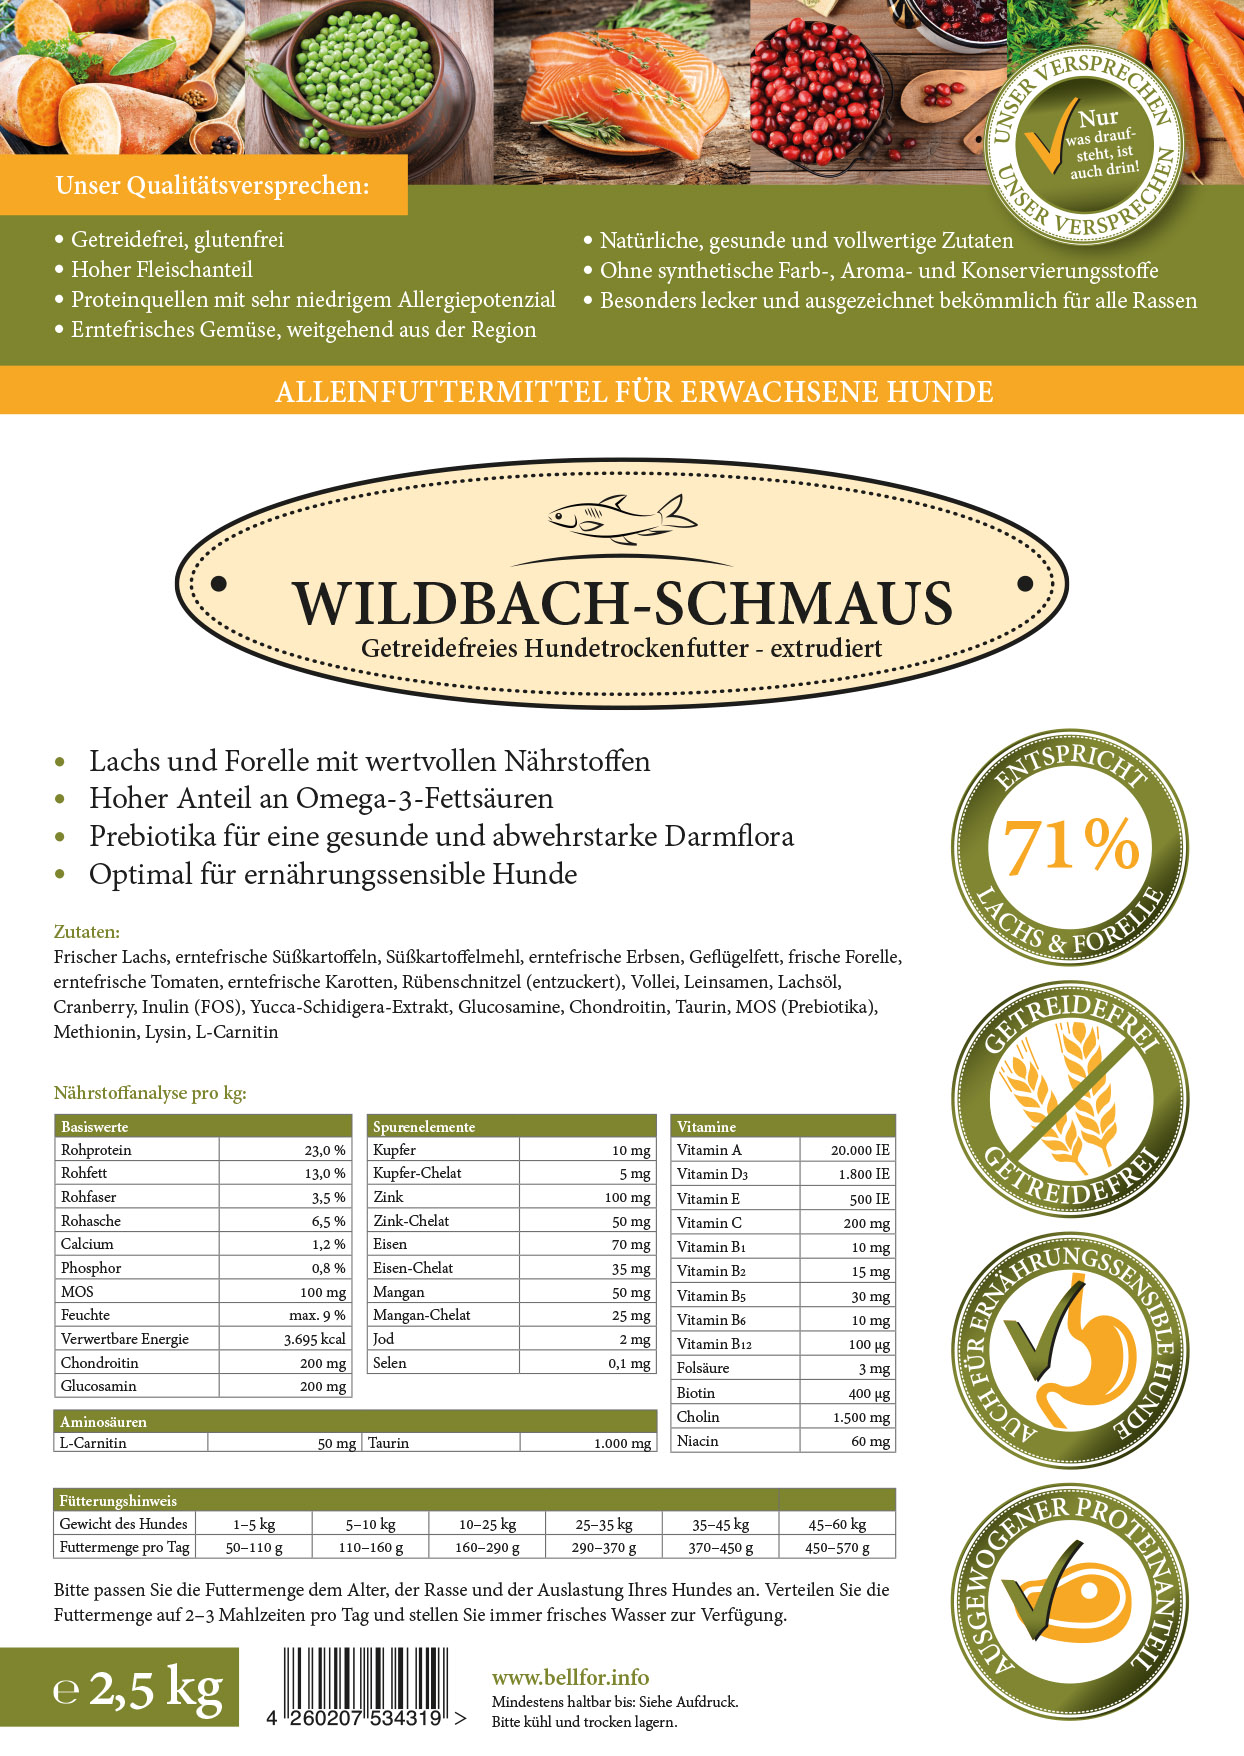 UNSER VERSPRECHEN
Nur
was drauf-
steht, ist
auch drin!
UNSER VERSPRECHEN
Unser Qualitätsversprechen:
• Getreidefrei, glutenfrei
• Hoher Fleischanteil
• Proteinquellen mit sehr niedrigem Allergiepotenzial
• Erntefrisches Gemüse, weitgehend aus der Region
• Natürliche, gesunde und vollwertige Zutaten
• Ohne synthetische Farb-, Aroma- und Konservierungsstoffe
• Besonders lecker und ausgezeichnet bekömmlich für alle Rassen
ALLEINFUTTERMITTEL FÜR ERWACHSENE HUNDE
WILDBACH-SCHMAUS
Getreidefreies Hundetrockenfutter - extrudiert
• Lachs und Forelle mit wertvollen Nährstoffen
• Hoher Anteil an Omega-3-Fettsäuren
• Prebiotika für eine gesunde und abwehrstarke Darmflora
• Optimal für ernährungssensible Hunde
ENTSPRICHT
71%
LACHS & FORELLE
Zutaten:
Frischer Lachs, erntefrische Süßkartoffeln, Süßkartoffelmehl, erntefrische Erbsen, Geflügelfett, frische Forelle,
erntefrische Tomaten, erntefrische Karotten, Rübenschnitzel (entzuckert), Vollei, Leinsamen, Lachsöl,
Cranberry, Inulin (FOS), Yucca-Schidigera-Extrakt, Glucosamine, Chondroitin, Taurin, MOS (Prebiotika),
Methionin, Lysin, L-Carnitin
GETREIDEFREI
GETREIDEFREI
Nährstoffanalyse pro kg:
Basiswerte
Rohprotein 23,0 %
Rohfett 13,0 %
Rohfaser 3,5 %
Rohasche 6,5 %
Calcium 1,2 %
Phosphor 0,8 %
MOS 100 mg
Feuchte max. 9 %
Verwertbare Energie 3.695 kcal
Chondroitin 200 mg
Glucosamin 200 mg
Spurenelemente
Kupfer 10 mg
Kupfer-Chelat 5 mg
Zink 100 mg
Zink-Chelat 50 mg
Eisen 70 mg
Eisen-Chelat 35 mg
Mangan 50 mg
Mangan-Chelat 25 mg
Jod 2 mg
Selen 0,1 mg
Vitamine
Vitamin A 20.000 IE
Vitamin D3 1.800 IE
Vitamin E 500 IE
Vitamin C 200 mg
Vitamin B1 10 mg
Vitamin B2 15 mg
Vitamin B5 30 mg
Vitamin B6 10 mg
Vitamin B12 100 µg
Folsäure 3 mg
Biotin 400 µg
Cholin 1.500 mg
Niacin 60 mg
Aminosäuren
L-Carnitin 50 mg Taurin 1.000 mg
AUCH FÜR ERNÄHRUNGSSENSIBLE HUNDE
Fütterungshinweis
Gewicht des Hundes 1–5 kg 5–10 kg 10–25 kg 25–35 kg 35–45 kg 45–60 kg
Futtermenge pro Tag 50–110 g 110–160 g 160–290 g 290–370 g 370–450 g 450–570 g
AUSGEWOGENER PROTEINANTEIL
Bitte passen Sie die Futtermenge dem Alter, der Rasse und der Auslastung Ihres Hundes an. Verteilen Sie die
Futtermenge auf 2–3 Mahlzeiten pro Tag und stellen Sie immer frisches Wasser zur Verfügung.
℮ 2,5 kg
4 260207 534319 >
www.bellfor.info
Mindestens haltbar bis: Siehe Aufdruck.
Bitte kühl und trocken lagern.